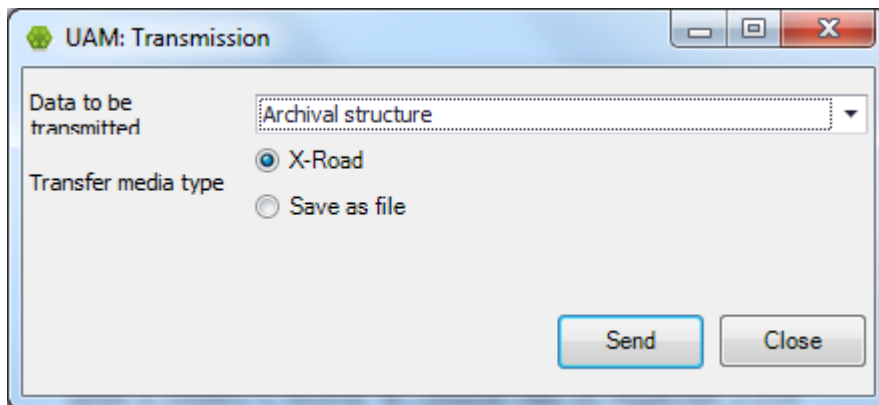 UAM: Transmission
Data to be
transmitted
Archival structure
Transfer media type
X-Road
Save as file
Send
Close